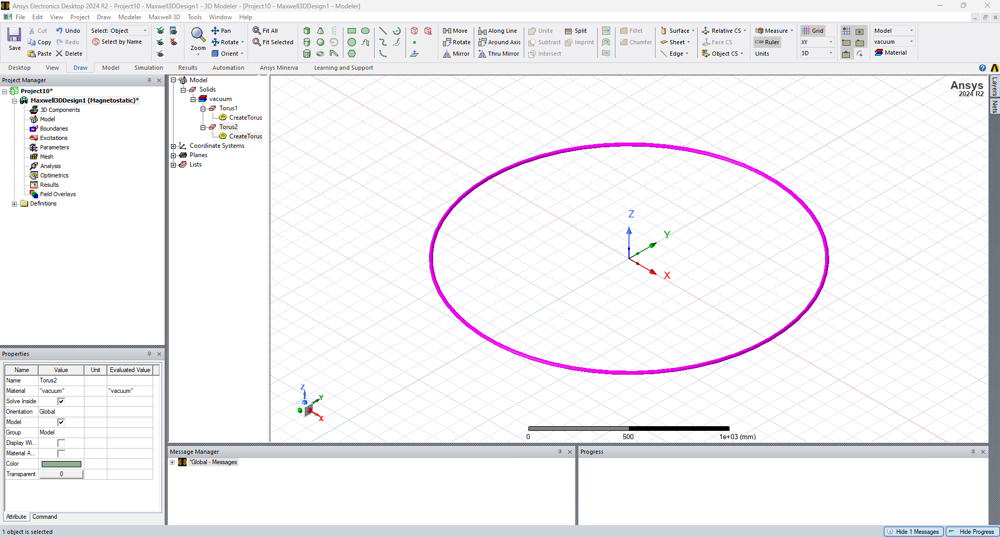 Ansys Electronics Desktop 2024 R2 - Project10 - Maxwell3DDesign1 - 3D Modeler - [Project10 - Maxwell3DDesign1 - Modeler]
File Edit View Project Draw Modeler Maxwell 3D Tools Window Help
Save
Cut
Copy
Paste
Undo
Redo
Delete
Select: Object
Select by Name
Zoom
Pan
Rotate
Orient
Fit All
Fit Selected
Move
Rotate
Mirror
Along Line
Around Axis
Thru Mirror
Unite
Subtract
Intersect
Split
Imprint
Fillet
Chamfer
Surface
Sheet
Edge
Relative CS
Face CS
Object CS
Measure
Ruler
Units
Grid
XY
3D
Model
vacuum
Material
Desktop View Draw Model Simulation Results Automation Ansys Minerva Learning and Support
Project Manager
Project10*
Maxwell3DDesign1 (Magnetostatic)*
3D Components
Model
Boundaries
Excitations
Parameters
Mesh
Analysis
Optimetrics
Results
Field Overlays
Definitions
Model
Solids
vacuum
Torus1
CreateTorus
Torus2
CreateTorus
Coordinate Systems
Planes
Lists
Ansys
2024 R2
Layers
Nets
Z
Y
X
Z
Y
X
0 500 1e+03 (mm)
Properties
Name Value Unit Evaluated Value
Name Torus2
Material "vacuum" "vacuum"
Solve Inside
Orientation Global
Model
Group Model
Display Wi...
Material A...
Color
Transparent 0
Attribute Command
Message Manager
*Global - Messages
Progress
1 object is selected
Hide 1 Messages Hide Progress